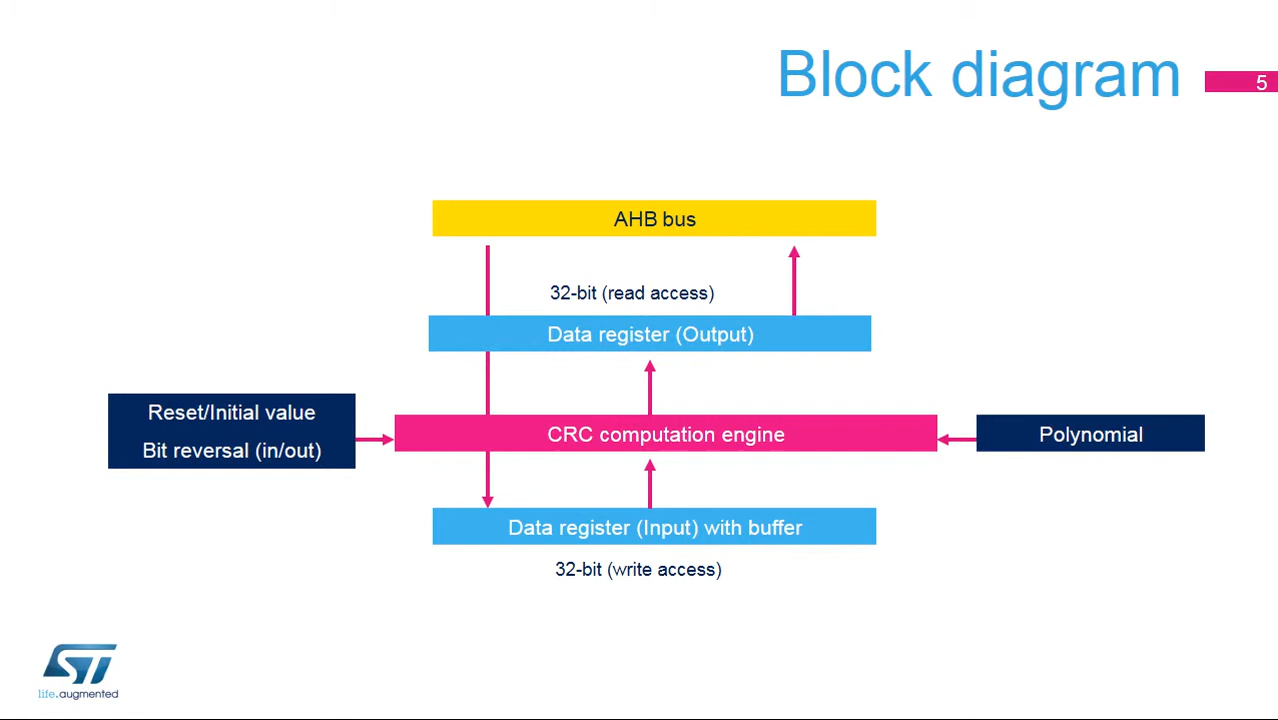 Block diagram
5
AHB bus
32-bit (read access)
Data register (Output)
Reset/Initial value
Bit reversal (in/out)
CRC computation engine
Polynomial
Data register (Input) with buffer
32-bit (write access)
ST
life.augmented